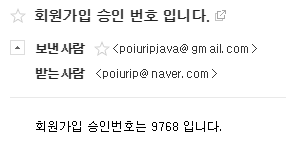 회원가입 승인 번호 입니다.
보낸 사람 <poiuripjava@gmail.com>
받는 사람 <poiurip@naver.com>
회원가입 승인번호는 9768 입니다.